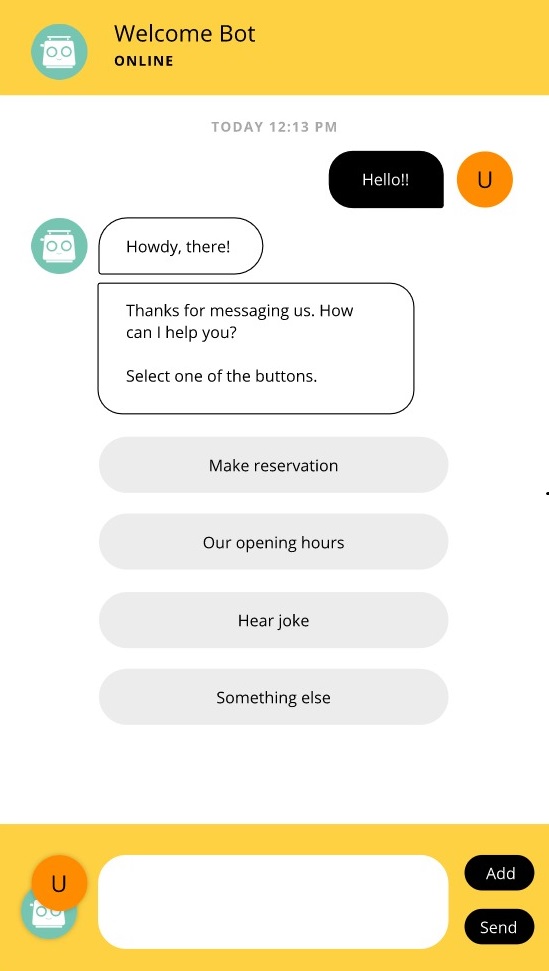 Welcome Bot
ONLINE
TODAY 12:13 PM
Hello!!
U
Howdy, there!
Thanks for messaging us. How
can I help you?
Select one of the buttons.
Make reservation
Our opening hours
Hear joke
Something else
U
Add
Send